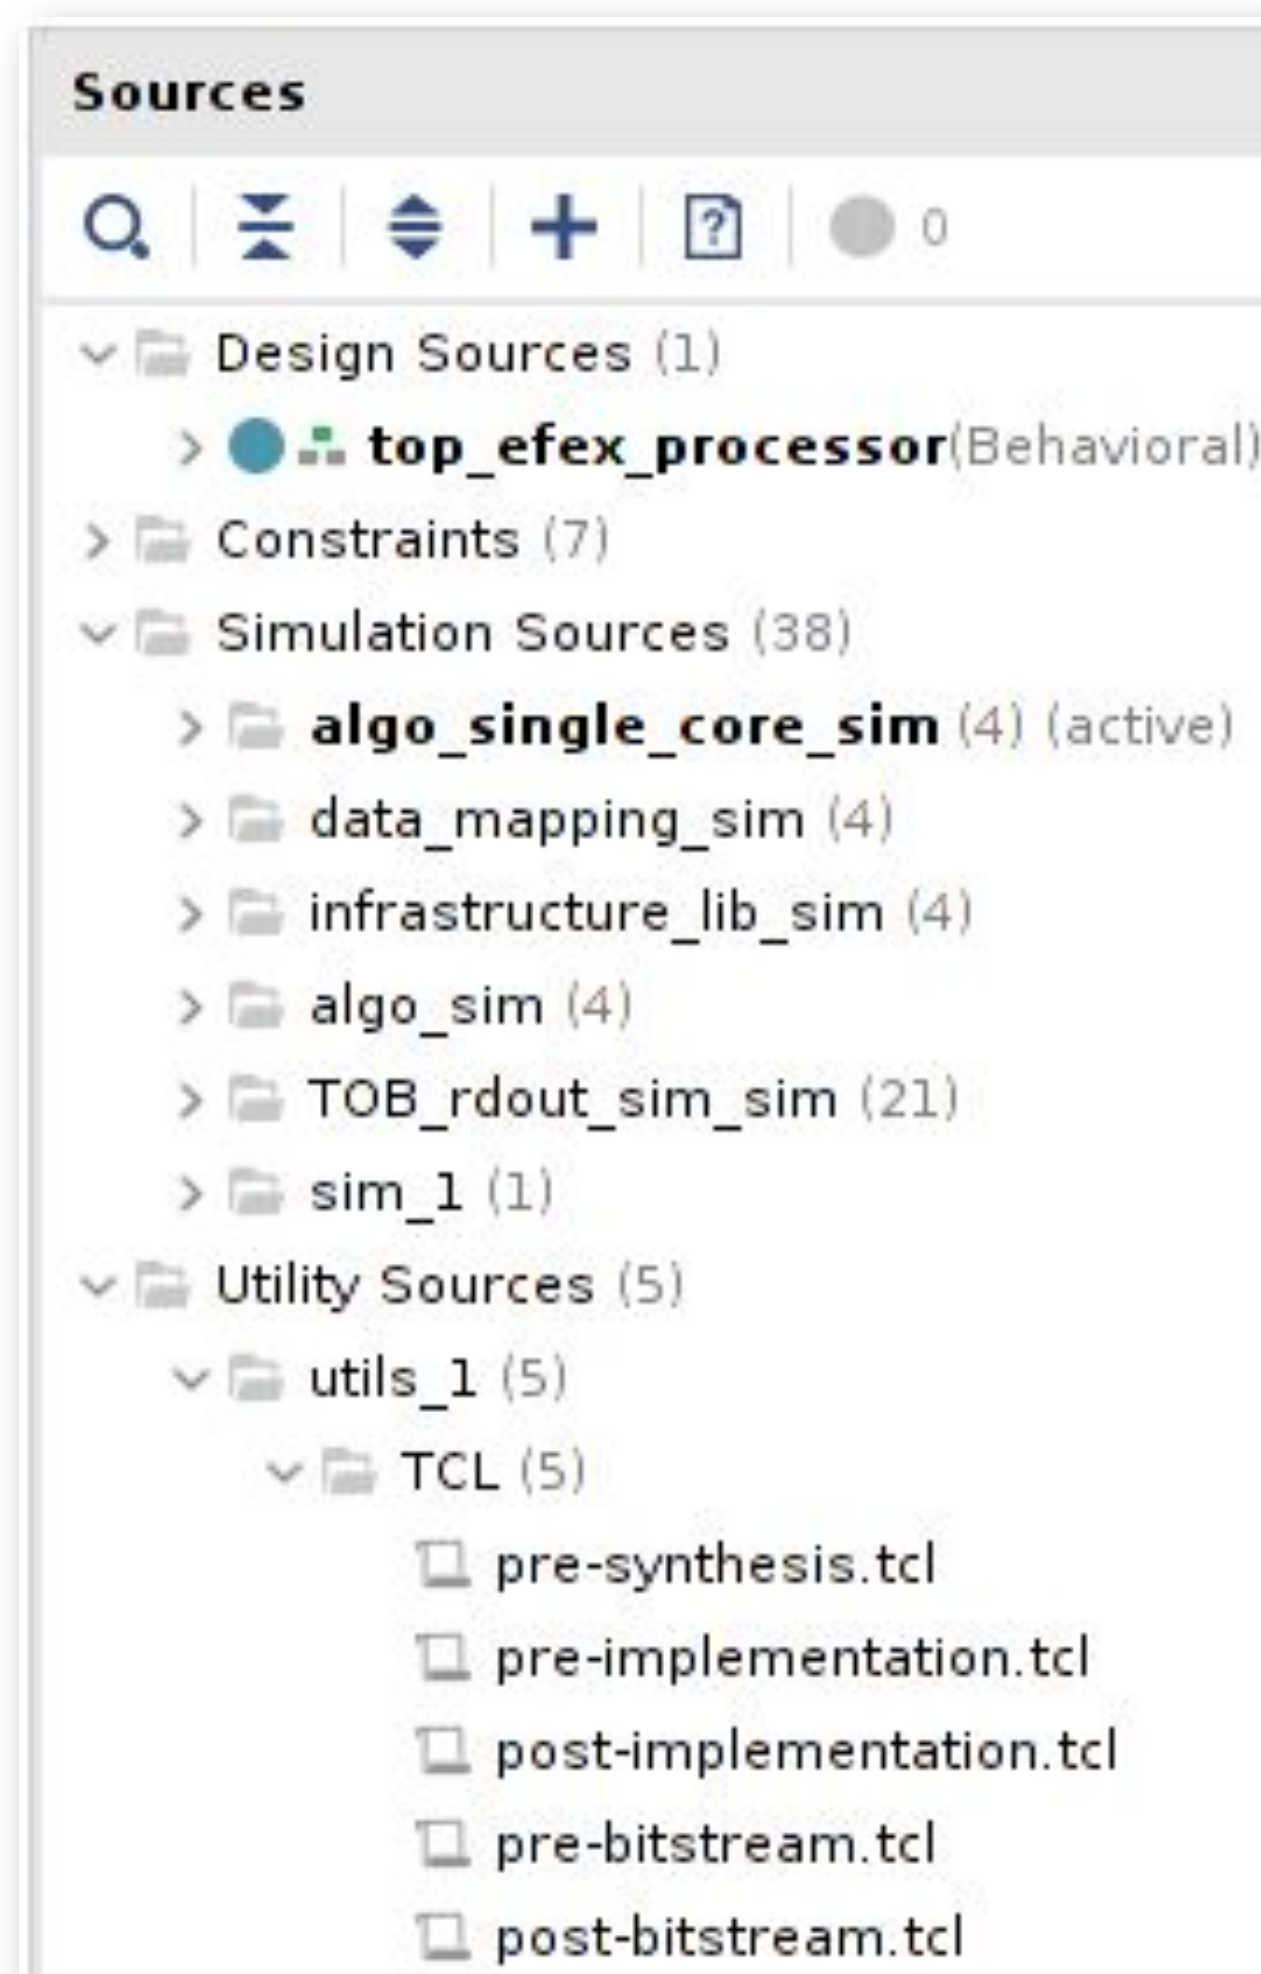 Sources
0
Design Sources (1)
top_efex_processor(Behavioral)
Constraints (7)
Simulation Sources (38)
algo_single_core_sim (4) (active)
data_mapping_sim (4)
infrastructure_lib_sim (4)
algo_sim (4)
TOB_rdout_sim_sim (21)
sim_1 (1)
Utility Sources (5)
utils_1 (5)
TCL (5)
pre-synthesis.tcl
pre-implementation.tcl
post-implementation.tcl
pre-bitstream.tcl
post-bitstream.tcl